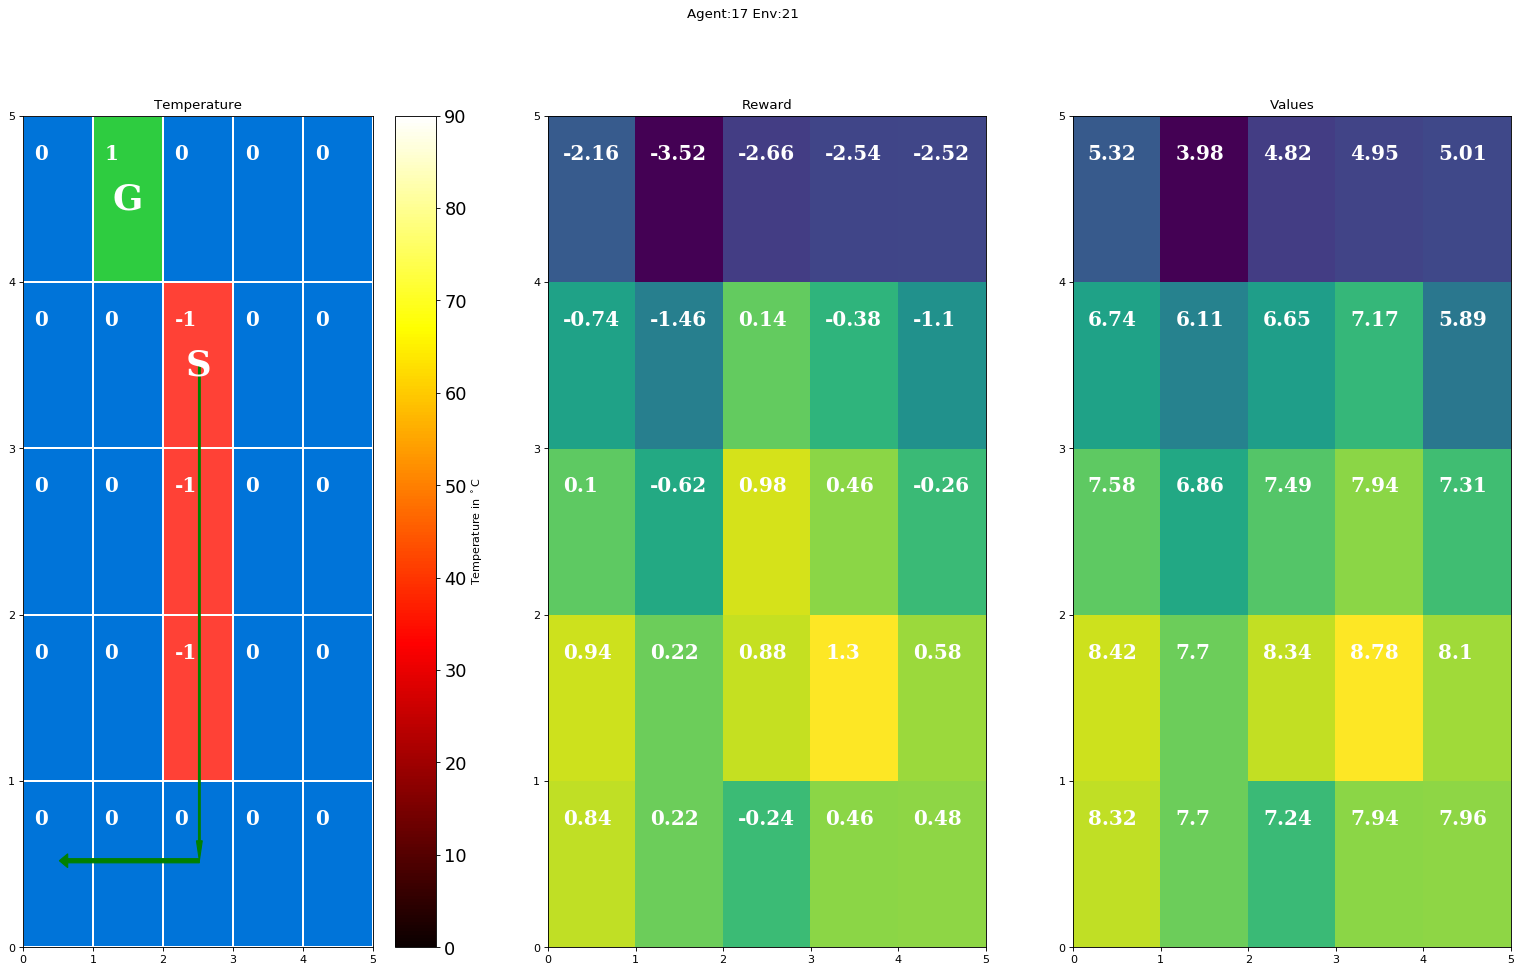 Agent:17 Env:21
Temperature
0 1 0 0 0
G
0 0 -1 0 0
S
0 0 -1 0 0
0 0 -1 0 0
0 0 0 0 0
5
4
3
2
1
0
0 1 2 3 4 5
90
80
70
60
50
40
30
20
10
0
Temperature in °C
Reward
-2.16 -3.52 -2.66 -2.54 -2.52
-0.74 -1.46 0.14 -0.38 -1.1
0.1 -0.62 0.98 0.46 -0.26
0.94 0.22 0.88 1.3 0.58
0.84 0.22 -0.24 0.46 0.48
5
4
3
2
1
0
0 1 2 3 4 5
Values
5.32 3.98 4.82 4.95 5.01
6.74 6.11 6.65 7.17 5.89
7.58 6.86 7.49 7.94 7.31
8.42 7.7 8.34 8.78 8.1
8.32 7.7 7.24 7.94 7.96
5
4
3
2
1
0
0 1 2 3 4 5